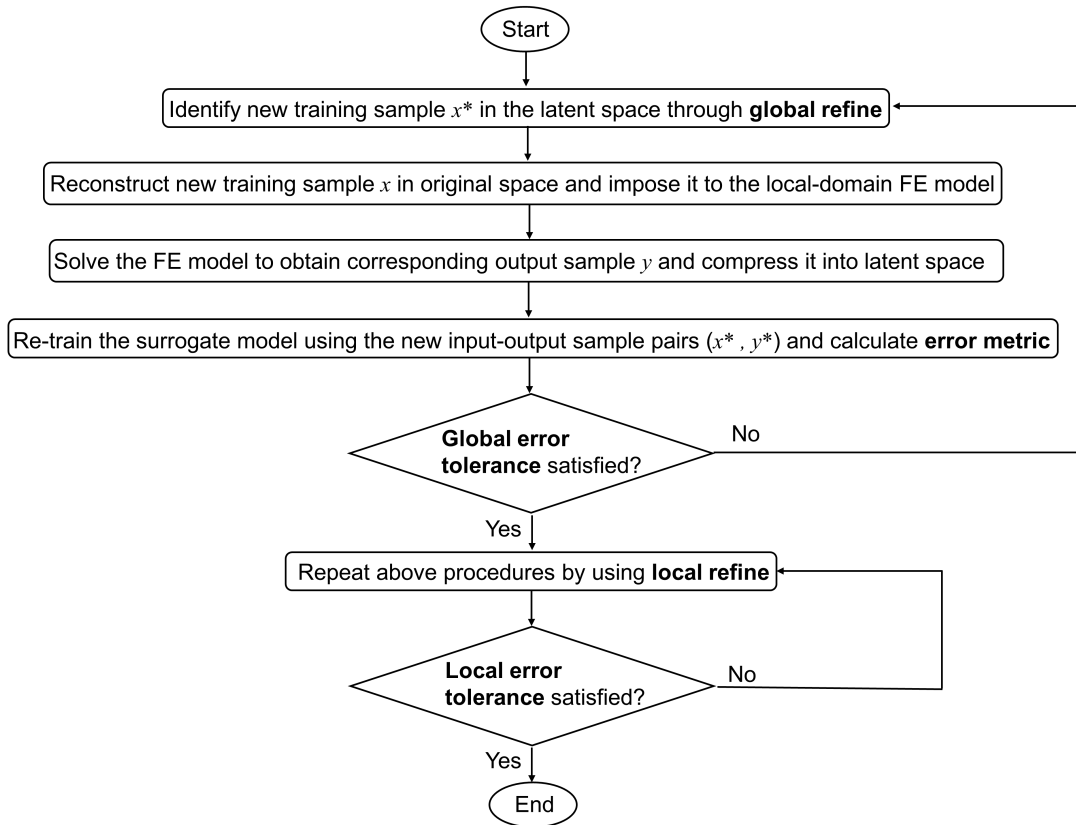 Start
Identify new training sample x* in the latent space through global refine
Reconstruct new training sample x in original space and impose it to the local-domain FE model
Solve the FE model to obtain corresponding output sample y and compress it into latent space
Re-train the surrogate model using the new input-output sample pairs (x* , y*) and calculate error metric
Global error
tolerance satisfied?
No
Yes
Repeat above procedures by using local refine
Local error
tolerance satisfied?
No
Yes
End